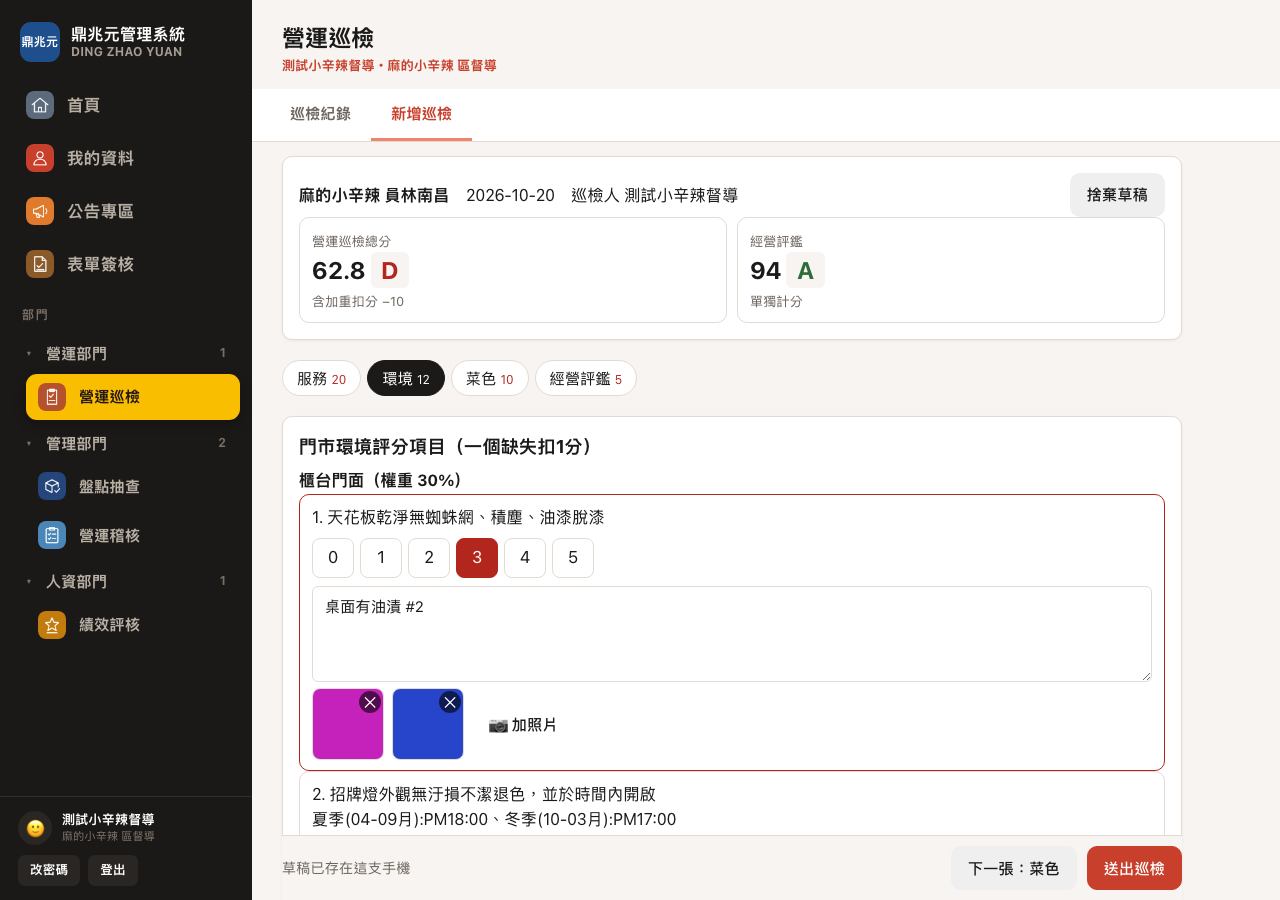 鼎兆元
鼎兆元管理系統
DING ZHAO YUAN
首頁
我的資料
公告專區
表單簽核
部門
營運部門 1
營運巡檢
管理部門 2
盤點抽查
營運稽核
人資部門 1
績效評核
測試小辛辣督導
麻的小辛辣 區督導
改密碼 登出
營運巡檢
測試小辛辣督導・麻的小辛辣 區督導
巡檢紀錄 新增巡檢
麻的小辛辣 員林南昌 2026-10-20 巡檢人 測試小辛辣督導 捨棄草稿
營運巡檢總分
62.8 D
含加重扣分 −10
經營評鑑
94 A
單獨計分
服務 20 環境 12 菜色 10 經營評鑑 5
門市環境評分項目（一個缺失扣1分）
櫃台門面（權重 30%）
1. 天花板乾淨無蜘蛛網、積塵、油漆脫漆
0 1 2 3 4 5
桌面有油漬 #2
加照片
2. 招牌燈外觀無汙損不潔退色，並於時間內開啟
夏季(04-09月):PM18:00、冬季(10-03月):PM17:00
草稿已存在這支手機 下一張：菜色 送出巡檢